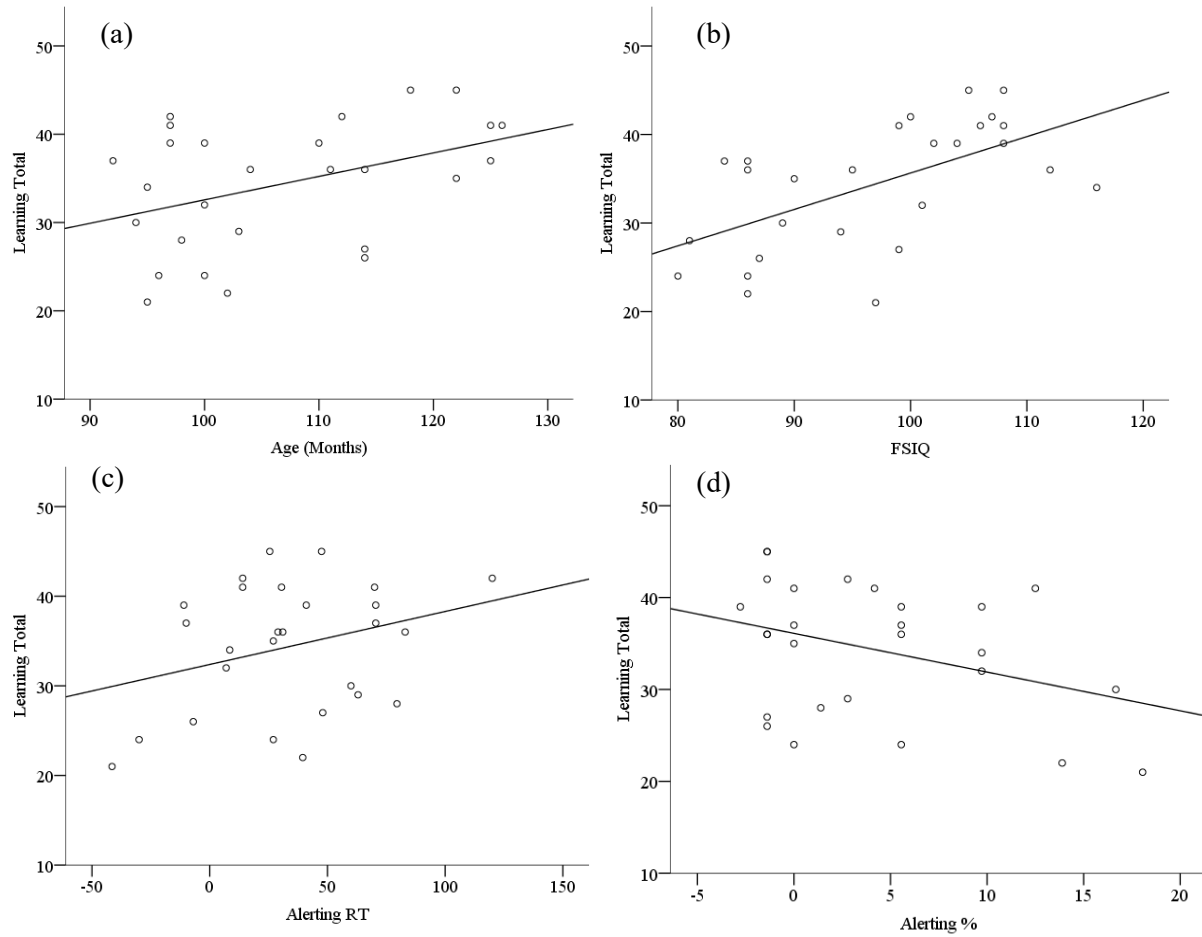 (a)
50
40
30
20
10
Learning Total
90 100 110 120 130
Age (Months)
(b)
50
40
30
20
10
Learning Total
80 90 100 110 120
FSIQ
(c)
50
40
30
20
10
Learning Total
-50 0 50 100 150
Alerting RT
(d)
50
40
30
20
10
Learning Total
-5 0 5 10 15 20
Alerting %